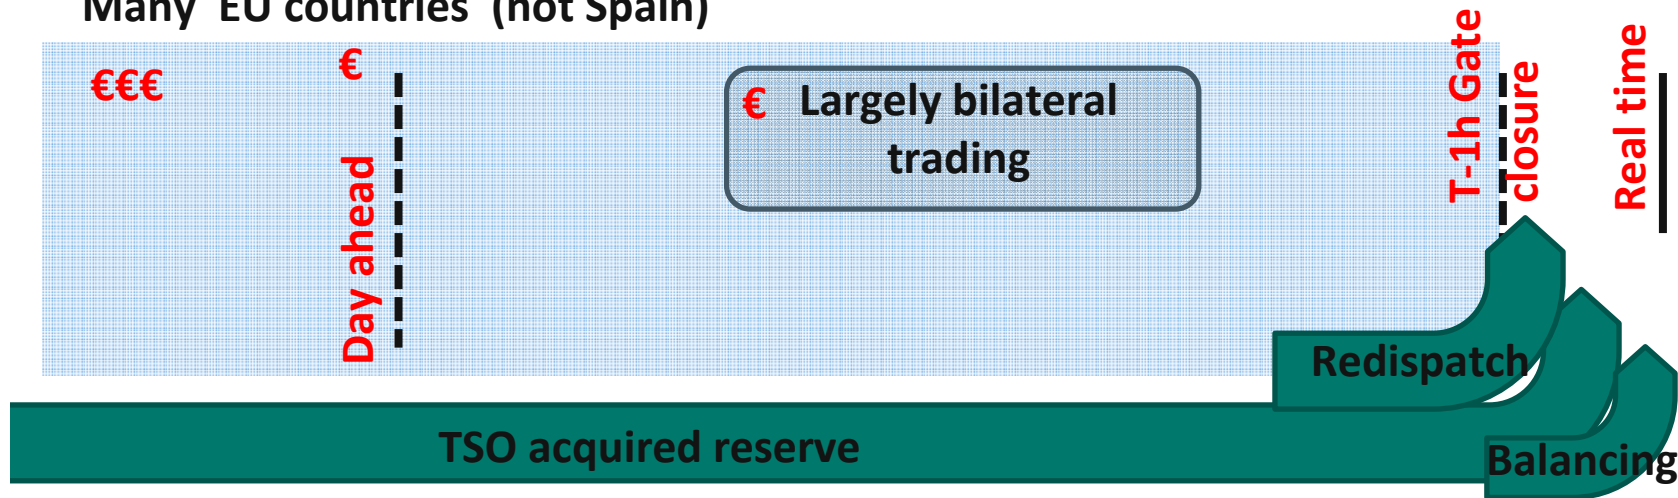 Many EU countries (not Spain)
€€€
€
Day ahead
€ Largely bilateral
trading
T-1h Gate
closure
Real time
Redispatch
TSO acquired reserve
Balancing